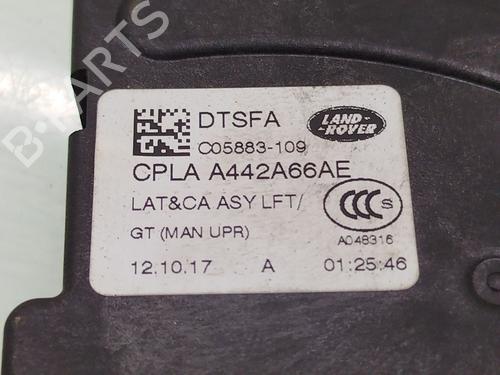 DTSFA
LAND-
ROVER
C05883-109
CPLA A442A66AE
LAT&CA ASY LFT/
GT (MAN UPR)
CCC S
A048316
12.10.17 A 01:25:46
B-PARTS